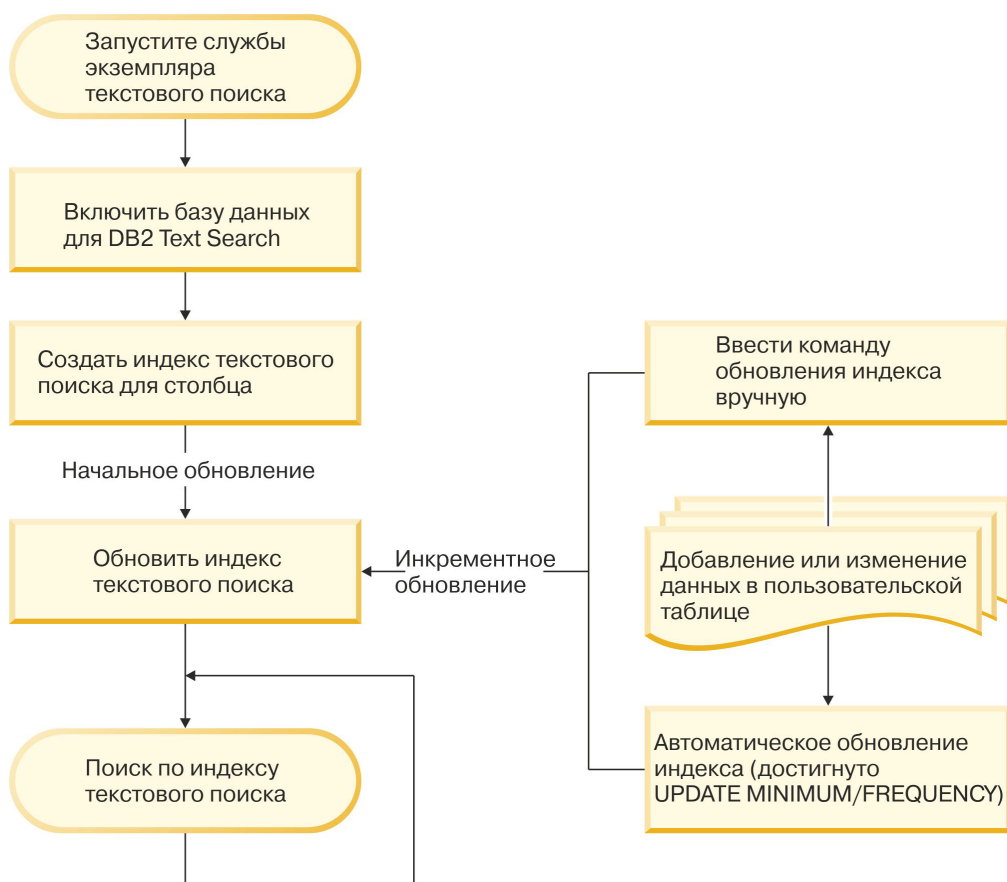 Запустите службы
экземпляра
текстового поиска
Включить базу данных
для DB2 Text Search
Создать индекс текстового
поиска для столбца
Начальное обновление
Обновить индекс
текстового поиска
Инкрементное
обновление
Ввести команду
обновления индекса
вручную
Добавление или изменение
данных в пользовательской
таблице
Автоматическое обновление
индекса (достигнуто
UPDATE MINIMUM/FREQUENCY)
Поиск по индексу
текстового поиска